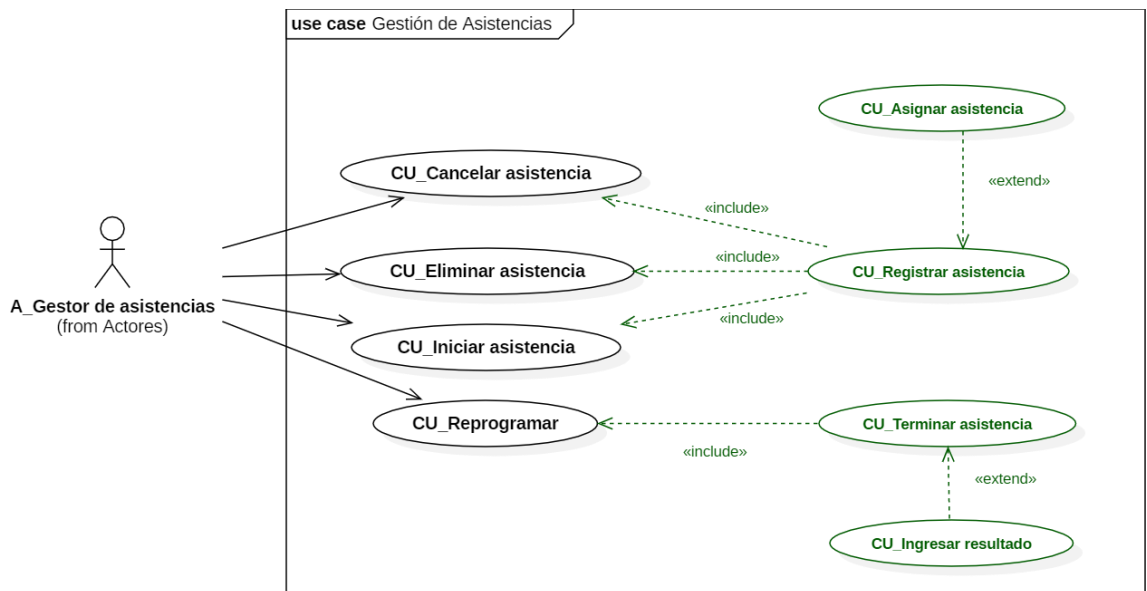 use case Gestión de Asistencias
CU_Asignar asistencia
CU_Cancelar asistencia
«extend»
«include»
A_Gestor de asistencias
(from Actores)
CU_Eliminar asistencia
«include»
CU_Registrar asistencia
«include»
CU_Iniciar asistencia
CU_Reprogramar
CU_Terminar asistencia
«include»
«extend»
CU_Ingresar resultado